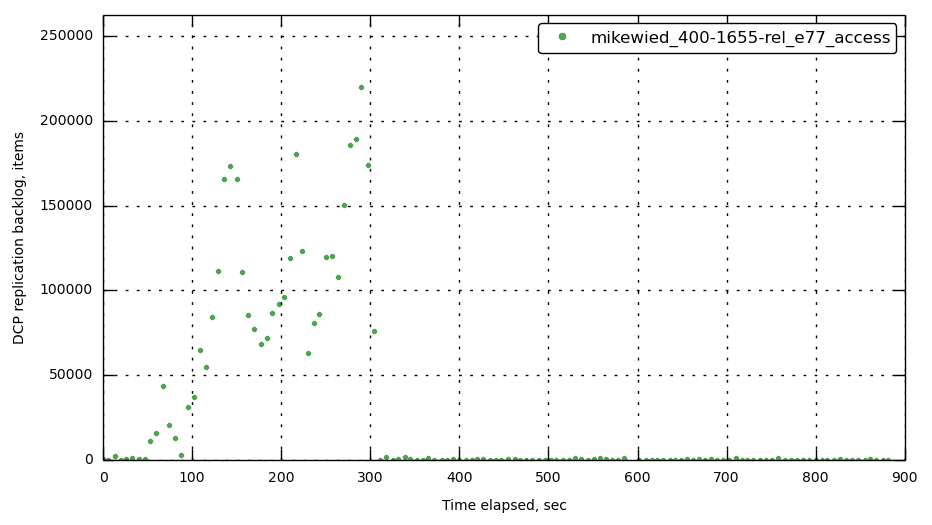 250000
mikewied_400-1655-rel_e77_access
200000
150000
100000
50000
0
DCP replication backlog, items
0 100 200 300 400 500 600 700 800 900
Time elapsed, sec